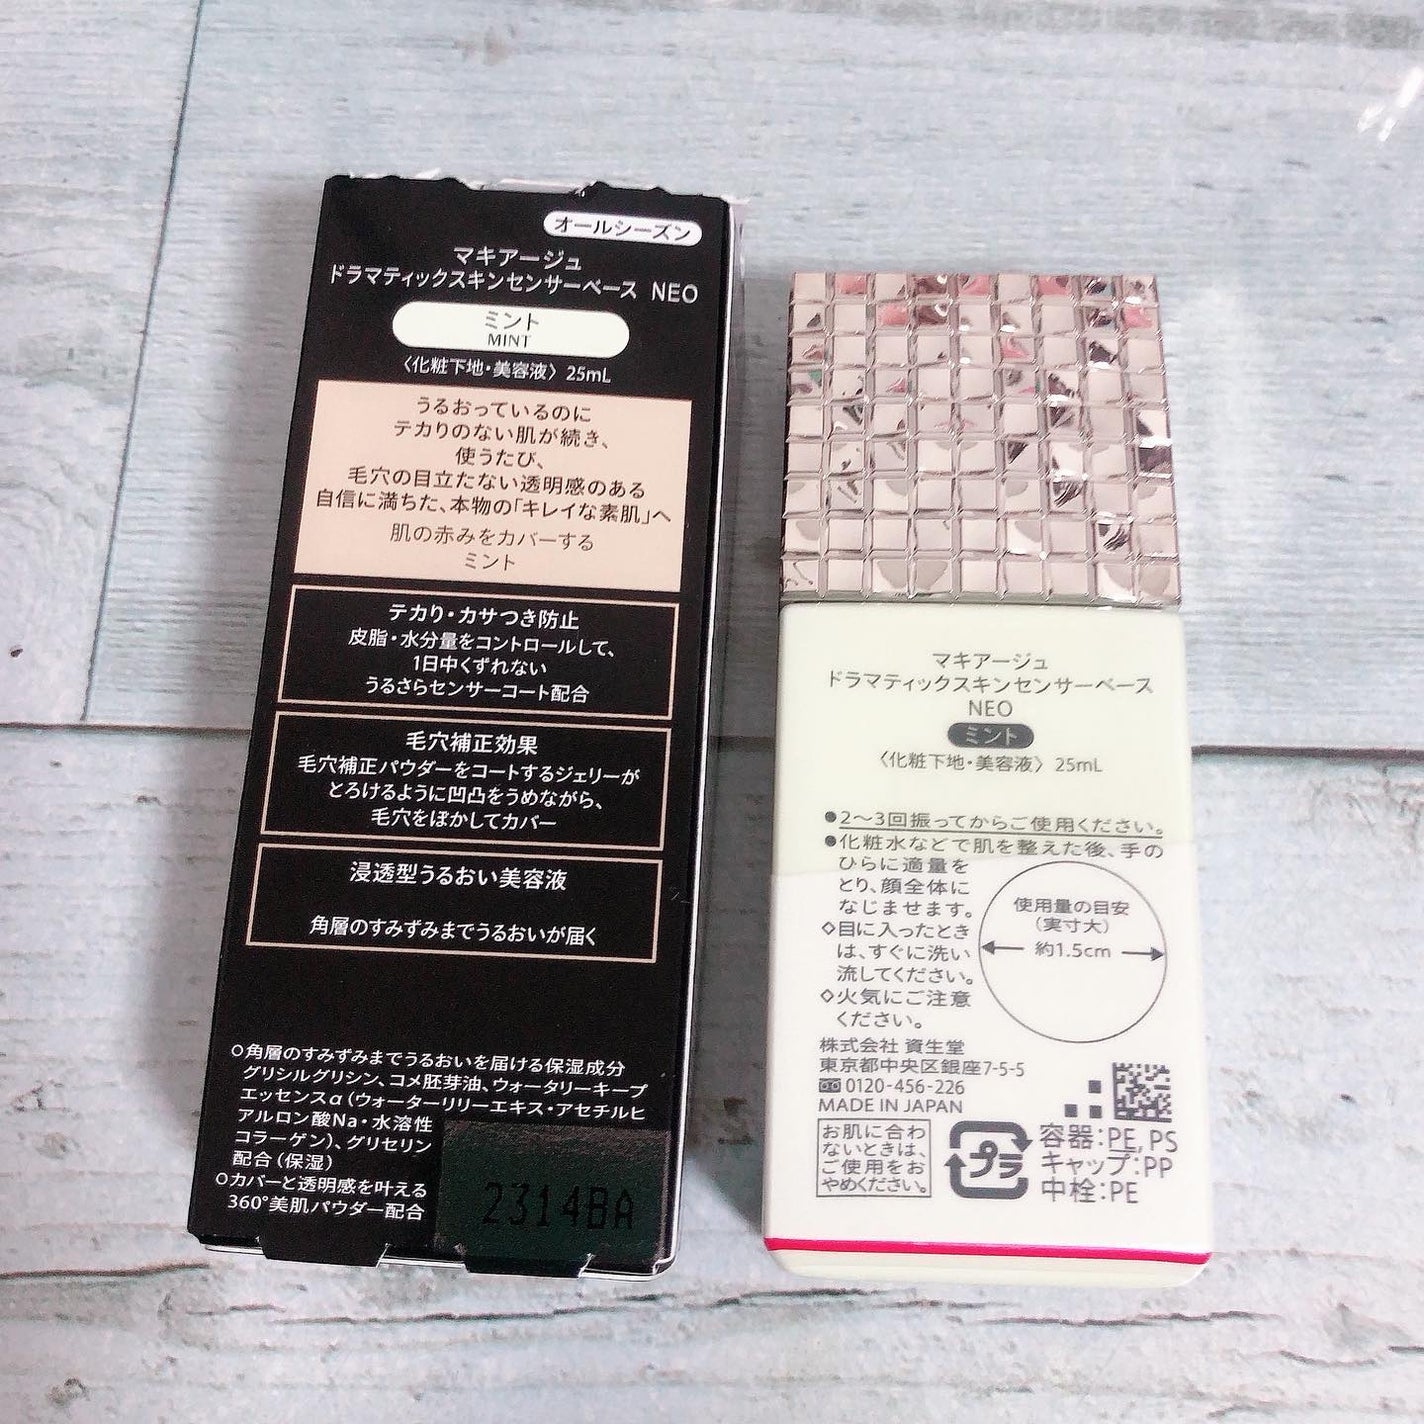 オールシーズン
マキアージュ
ドラマティックスキンセンサーベース NEO
ミント
MINT
〈化粧下地・美容液〉25mL
うるおっているのに
テカりのない肌が続き、
使うたび、
毛穴の目立たない透明感のある
自信に満ちた、本物の「キレイな素肌」へ
肌の赤みをカバーする
ミント
テカり・カサつき防止
皮脂・水分量をコントロールして、
1日中くずれない
うるさらセンサーコート配合
毛穴補正効果
毛穴補正パウダーをコートするジェリーが
とろけるように凹凸をうめながら、
毛穴をぼかしてカバー
浸透型うるおい美容液
角層のすみずみまでうるおいが届く
○角層のすみずみまでうるおいを届ける保湿成分
グリシルグリシン、コメ胚芽油、ウォータリーキープ
エッセンスα(ウォーターリリーエキス・アセチルヒ
アルロン酸Na・水溶性
コラーゲン)、グリセリン
配合(保湿)
○カバーと透明感を叶える
360°美肌パウダー配合
2314BA
マキアージュ
ドラマティックスキンセンサーベース
NEO
ミント
〈化粧下地・美容液〉25mL
●2～3回振ってからご使用ください。
●化粧水などで肌を整えた後、手の
ひらに適量を
とり、顔全体に
なじませます。
◇目に入ったとき
は、すぐに洗い
流してください。
◇火気にご注意
ください。
使用量の目安
(実寸大)
約1.5cm
株式会社 資生堂
東京都中央区銀座7-5-5
0120-456-226
MADE IN JAPAN
お肌に合わ
ないときは、
ご使用をお
やめください。
プラ
容器:PE, PS
キャップ:PP
中栓:PE